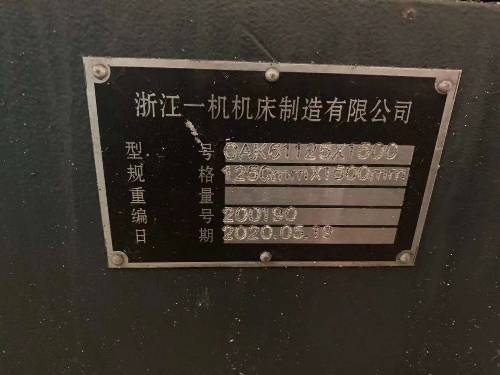 浙江一机机床制造有限公司
型 号 CAK61125X1500
规 格 1250mmX1500mm
重 量
编 号 200190
日 期 2020.05.19